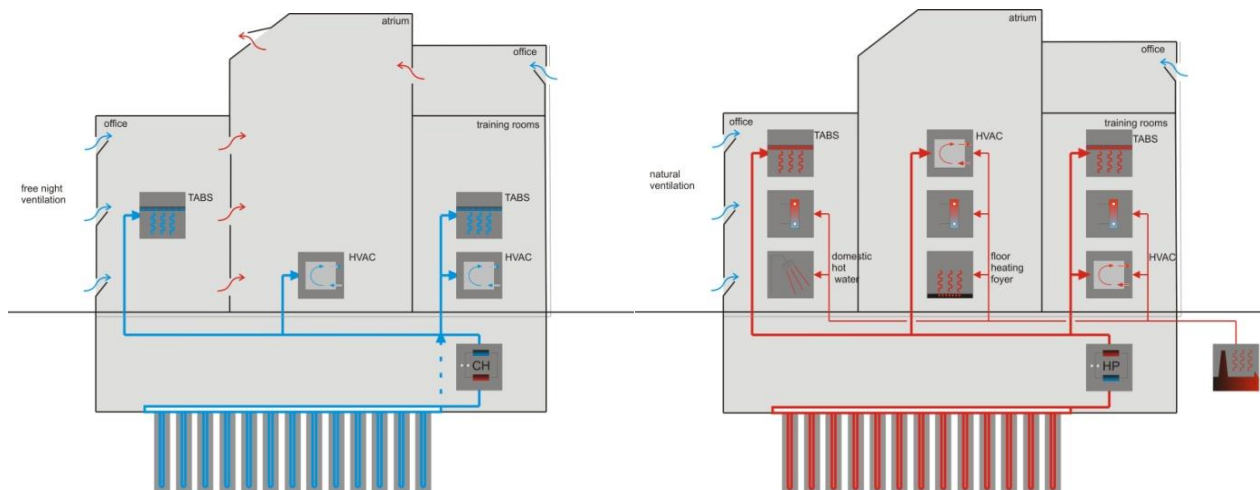 atrium
office
office
training rooms
free night
ventilation
TABS
TABS
HVAC
HVAC
CH
atrium
office
office
training rooms
natural
ventilation
TABS
HVAC
TABS
domestic
hot
water
floor
heating
foyer
HVAC
HP